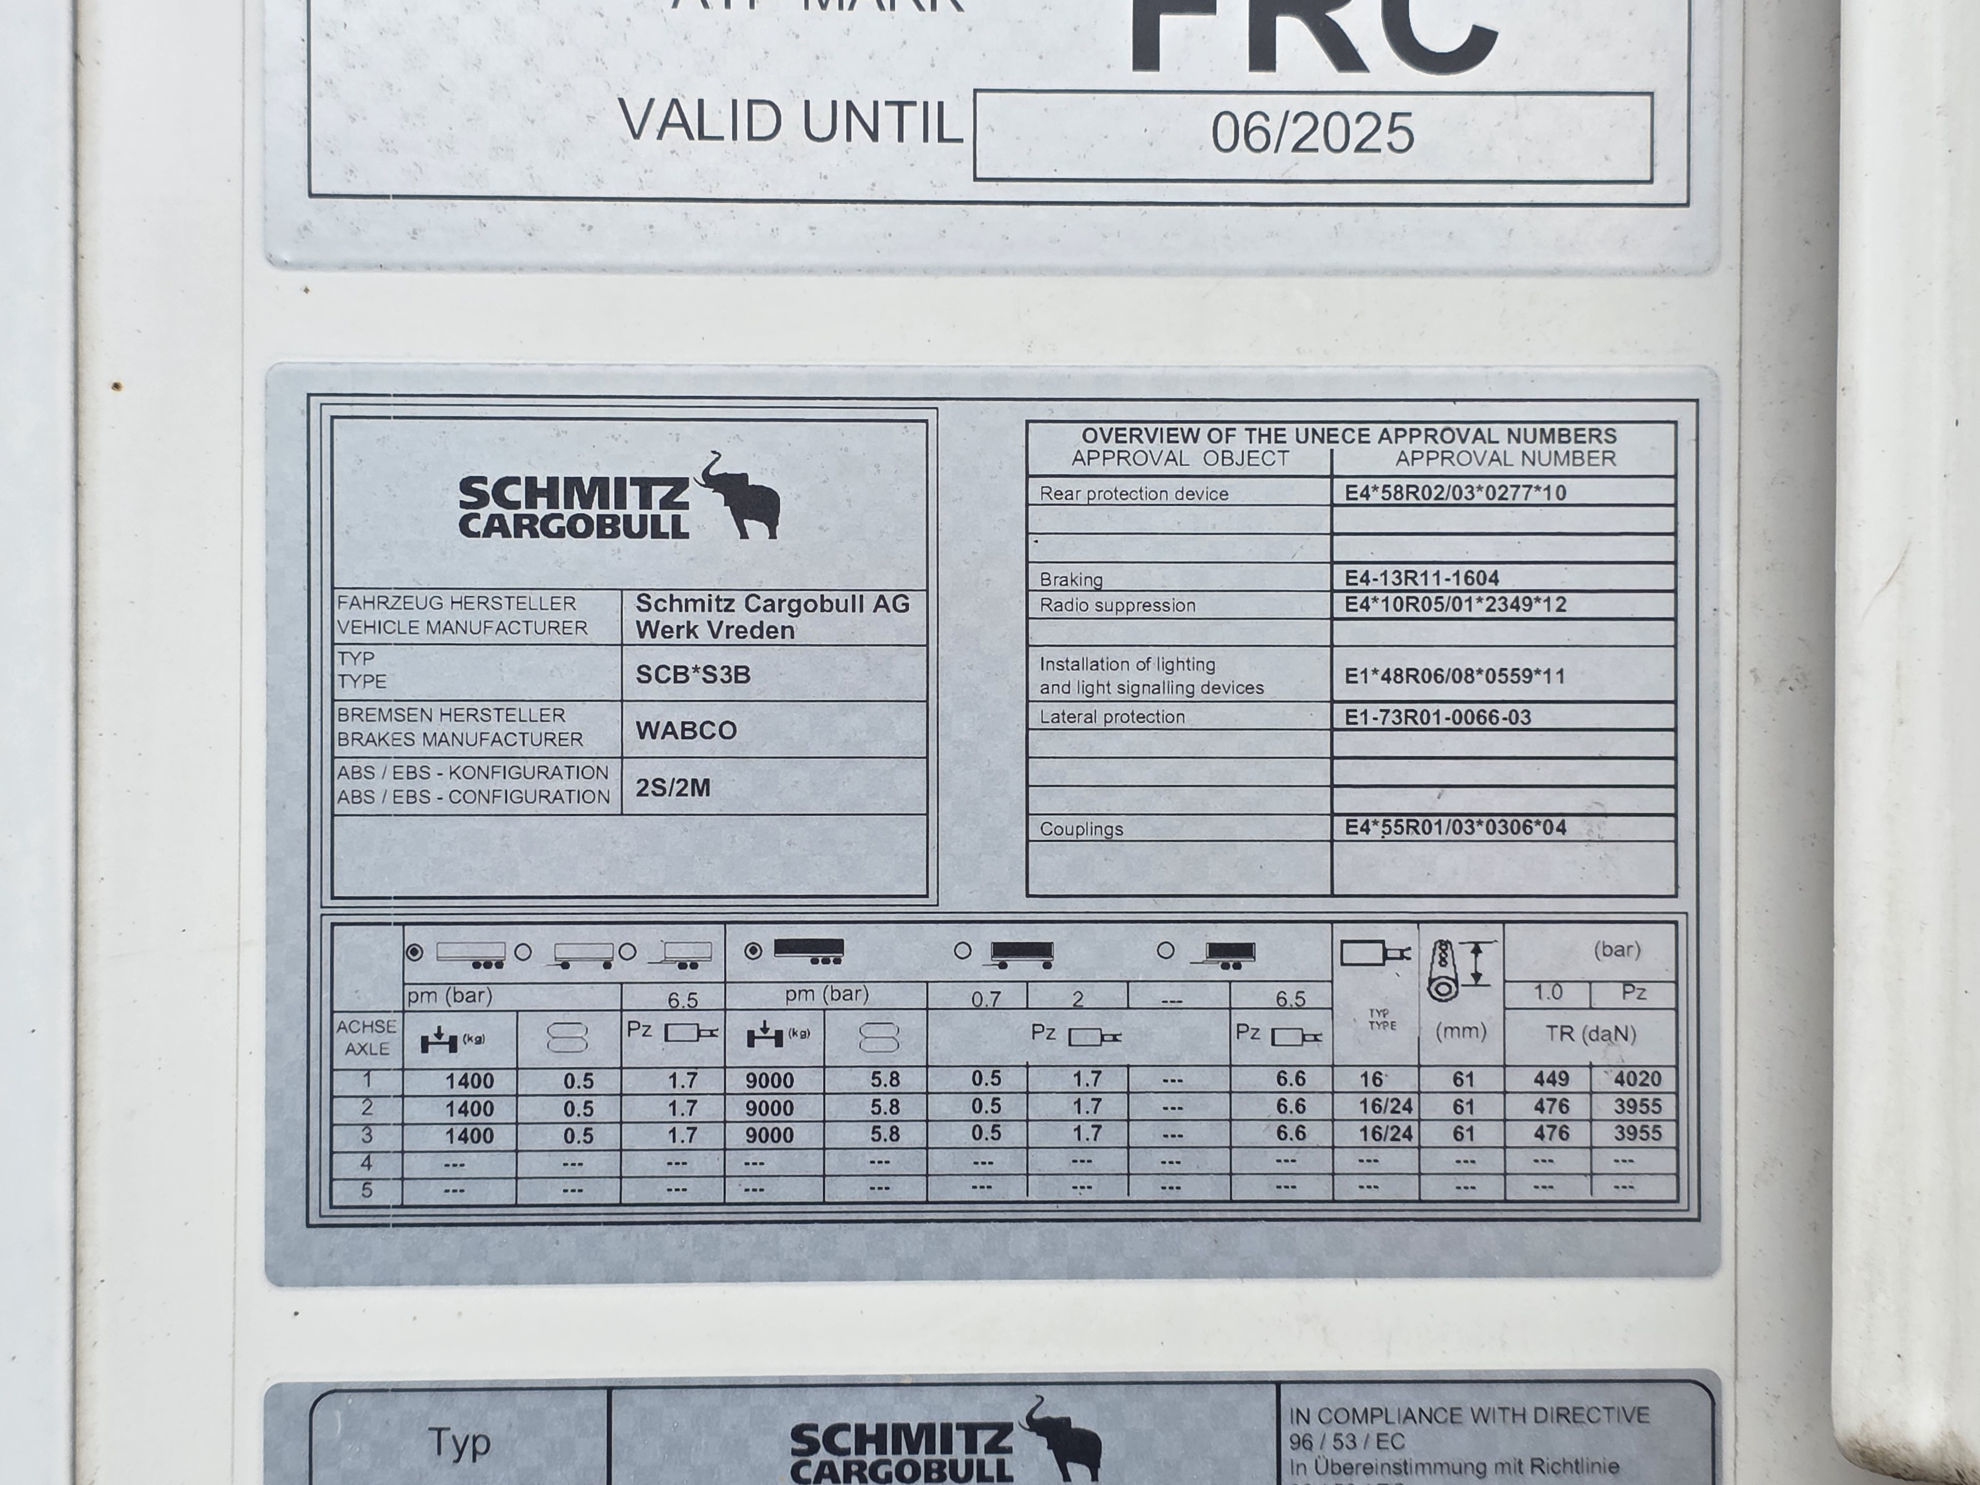 ATP MARK FRC
VALID UNTIL 06/2025
SCHMITZ
CARGOBULL
FAHRZEUG HERSTELLER
VEHICLE MANUFACTURER
Schmitz Cargobull AG
Werk Vreden
TYP
TYPE
SCB*S3B
BREMSEN HERSTELLER
BRAKES MANUFACTURER
WABCO
ABS / EBS - KONFIGURATION
ABS / EBS - CONFIGURATION
2S/2M
OVERVIEW OF THE UNECE APPROVAL NUMBERS
APPROVAL OBJECT APPROVAL NUMBER
Rear protection device E4*58R02/03*0277*10
Braking E4-13R11-1604
Radio suppression E4*10R05/01*2349*12
Installation of lighting
and light signalling devices
E1*48R06/08*0559*11
Lateral protection E1-73R01-0066-03
Couplings E4*55R01/03*0306*04
(bar)
pm (bar) 6.5 pm (bar) 0.7 2 --- 6.5 1.0 Pz
ACHSE
AXLE
(kg) Pz (kg) Pz Pz
TYP
TYPE
(mm) TR (daN)
1 1400 0.5 1.7 9000 5.8 0.5 1.7 --- 6.6 16 61 449 4020
2 1400 0.5 1.7 9000 5.8 0.5 1.7 --- 6.6 16/24 61 476 3955
3 1400 0.5 1.7 9000 5.8 0.5 1.7 --- 6.6 16/24 61 476 3955
4 --- --- --- --- --- --- --- --- --- --- --- --- ---
5 --- --- --- --- --- --- --- --- --- --- --- --- ---
Typ
SCHMITZ
CARGOBULL
IN COMPLIANCE WITH DIRECTIVE
96 / 53 / EC
In Übereinstimmung mit Richtlinie